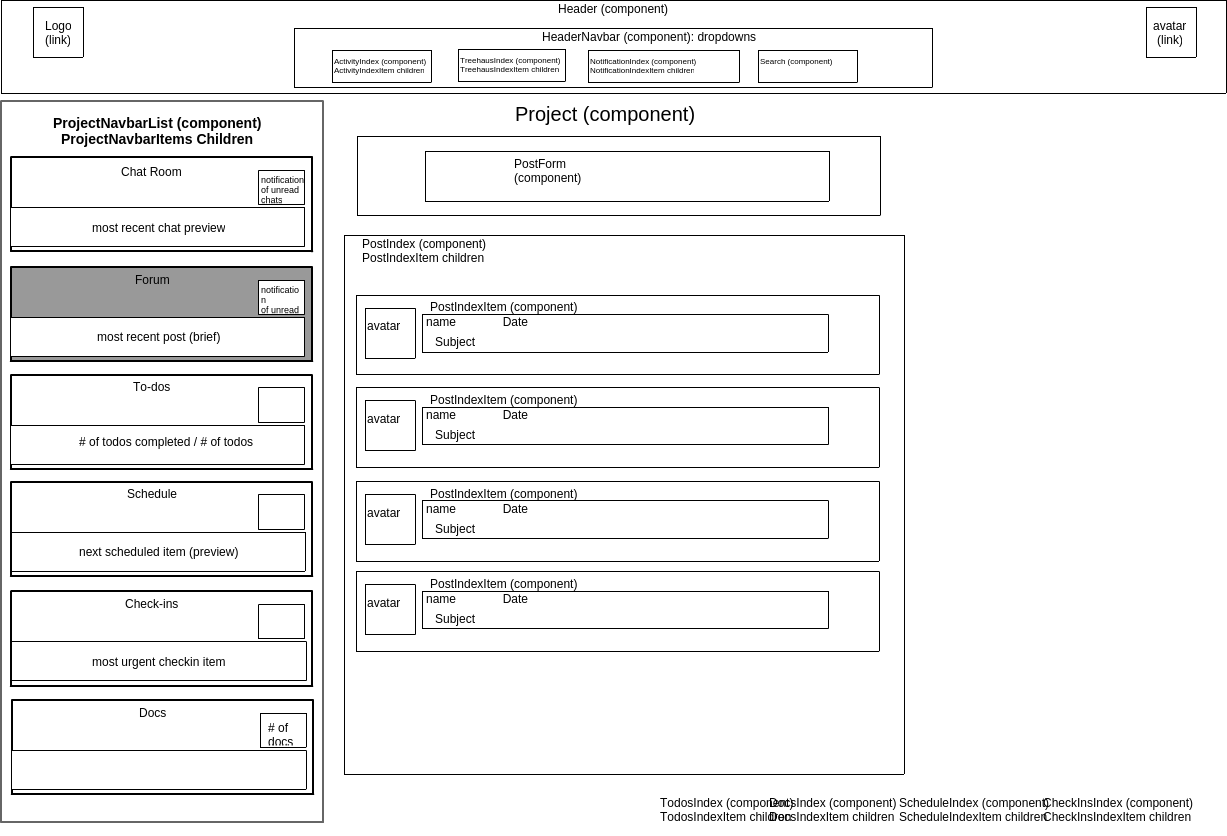 Header (component)
Logo
(link)
HeaderNavbar (component): dropdowns
avatar
(link)
ActivityIndex (component)
ActivityIndexItem children
TreehausIndex (component)
TreehausIndexItem children
NotificationIndex (component)
NotificationIndexItem children
Search (component)
ProjectNavbarList (component)
ProjectNavbarItems Children
Chat Room
notification
of unread
chats
most recent chat preview
Forum
notificatio
n
of unread
most recent post (brief)
To-dos
# of todos completed / # of todos
Schedule
next scheduled item (preview)
Check-ins
most urgent checkin item
Docs
# of
docs
Project (component)
PostForm
(component)
PostIndex (component)
PostIndexItem children
PostIndexItem (component)
avatar
name Date
Subject
PostIndexItem (component)
avatar
name Date
Subject
PostIndexItem (component)
avatar
name Date
Subject
PostIndexItem (component)
avatar
name Date
Subject
TodosIndex (component)
TodosIndexItem children
DocsIndex (component)
DocsIndexItem children
ScheduleIndex (component)
ScheduleIndexItem children
CheckInsIndex (component)
CheckInsIndex children